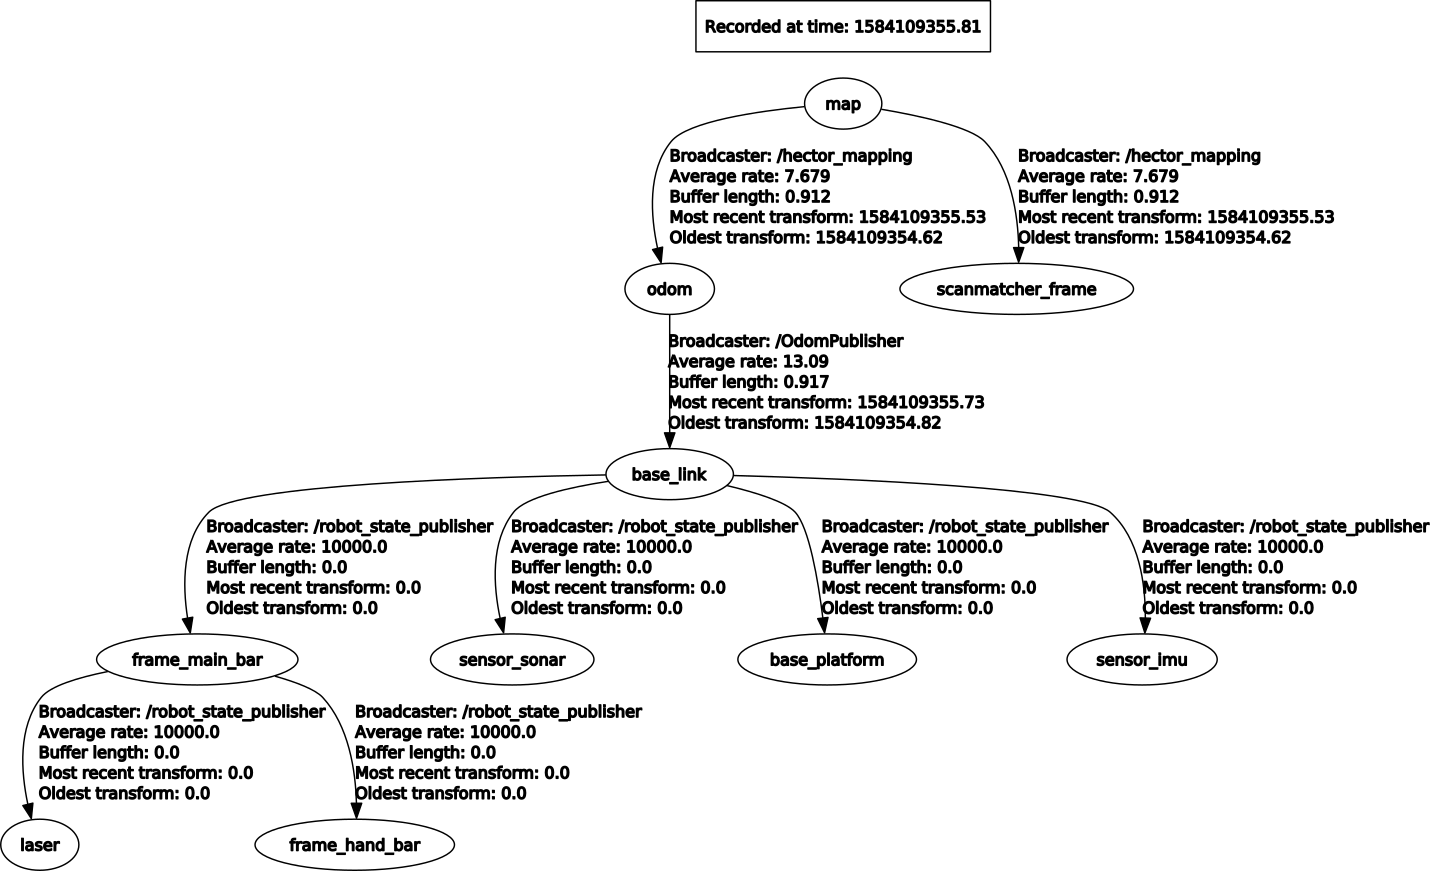 Recorded at time: 1584109355.81
map
Broadcaster: /hector_mapping
Average rate: 7.679
Buffer length: 0.912
Most recent transform: 1584109355.53
Oldest transform: 1584109354.62
Broadcaster: /hector_mapping
Average rate: 7.679
Buffer length: 0.912
Most recent transform: 1584109355.53
Oldest transform: 1584109354.62
odom
scanmatcher_frame
Broadcaster: /OdomPublisher
Average rate: 13.09
Buffer length: 0.917
Most recent transform: 1584109355.73
Oldest transform: 1584109354.82
base_link
Broadcaster: /robot_state_publisher
Average rate: 10000.0
Buffer length: 0.0
Most recent transform: 0.0
Oldest transform: 0.0
Broadcaster: /robot_state_publisher
Average rate: 10000.0
Buffer length: 0.0
Most recent transform: 0.0
Oldest transform: 0.0
Broadcaster: /robot_state_publisher
Average rate: 10000.0
Buffer length: 0.0
Most recent transform: 0.0
Oldest transform: 0.0
Broadcaster: /robot_state_publisher
Average rate: 10000.0
Buffer length: 0.0
Most recent transform: 0.0
Oldest transform: 0.0
frame_main_bar
sensor_sonar
base_platform
sensor_imu
Broadcaster: /robot_state_publisher
Average rate: 10000.0
Buffer length: 0.0
Most recent transform: 0.0
Oldest transform: 0.0
Broadcaster: /robot_state_publisher
Average rate: 10000.0
Buffer length: 0.0
Most recent transform: 0.0
Oldest transform: 0.0
laser
frame_hand_bar